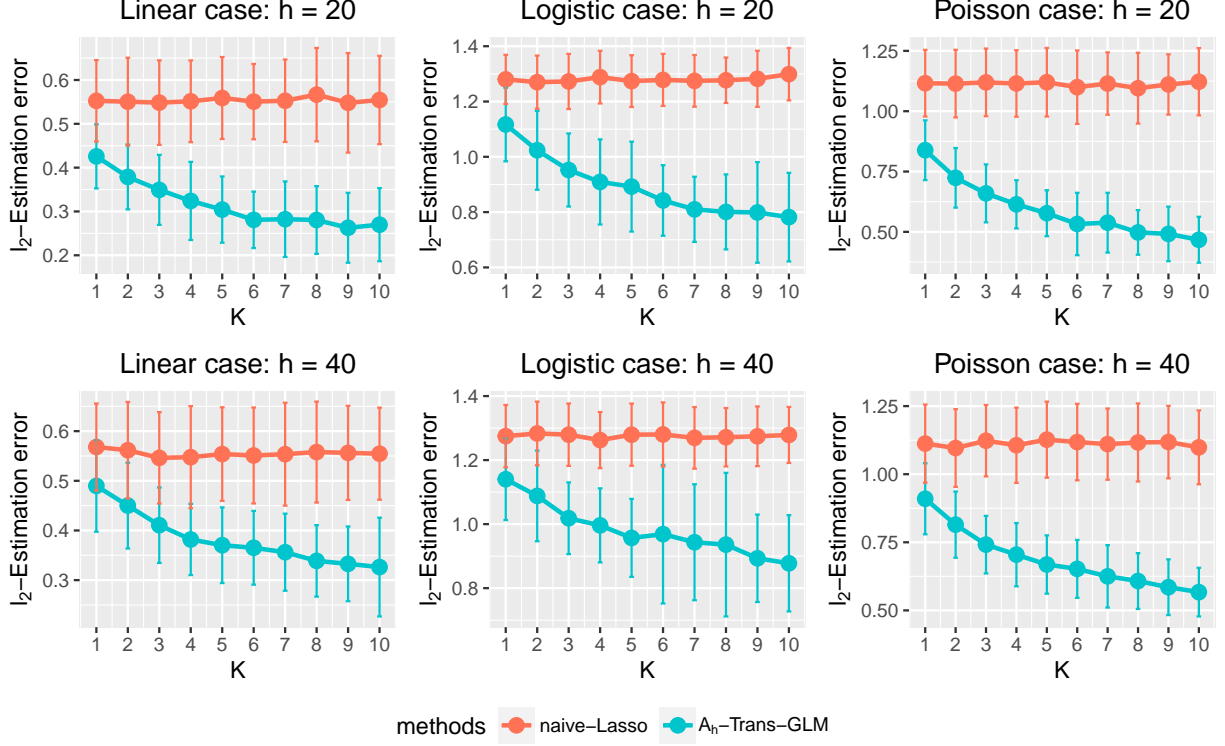 Linear case: h = 20
Logistic case: h = 20
Poisson case: h = 20
l₂−Estimation error
0.6
0.5
0.4
0.3
0.2
1 2 3 4 5 6 7 8 9 10
K
l₂−Estimation error
1.4
1.2
1.0
0.8
0.6
1 2 3 4 5 6 7 8 9 10
K
l₂−Estimation error
1.25
1.00
0.75
0.50
1 2 3 4 5 6 7 8 9 10
K
Linear case: h = 40
Logistic case: h = 40
Poisson case: h = 40
l₂−Estimation error
0.6
0.5
0.4
0.3
1 2 3 4 5 6 7 8 9 10
K
l₂−Estimation error
1.4
1.2
1.0
0.8
1 2 3 4 5 6 7 8 9 10
K
l₂−Estimation error
1.25
1.00
0.75
0.50
1 2 3 4 5 6 7 8 9 10
K
methods naive−Lasso Aₕ−Trans−GLM